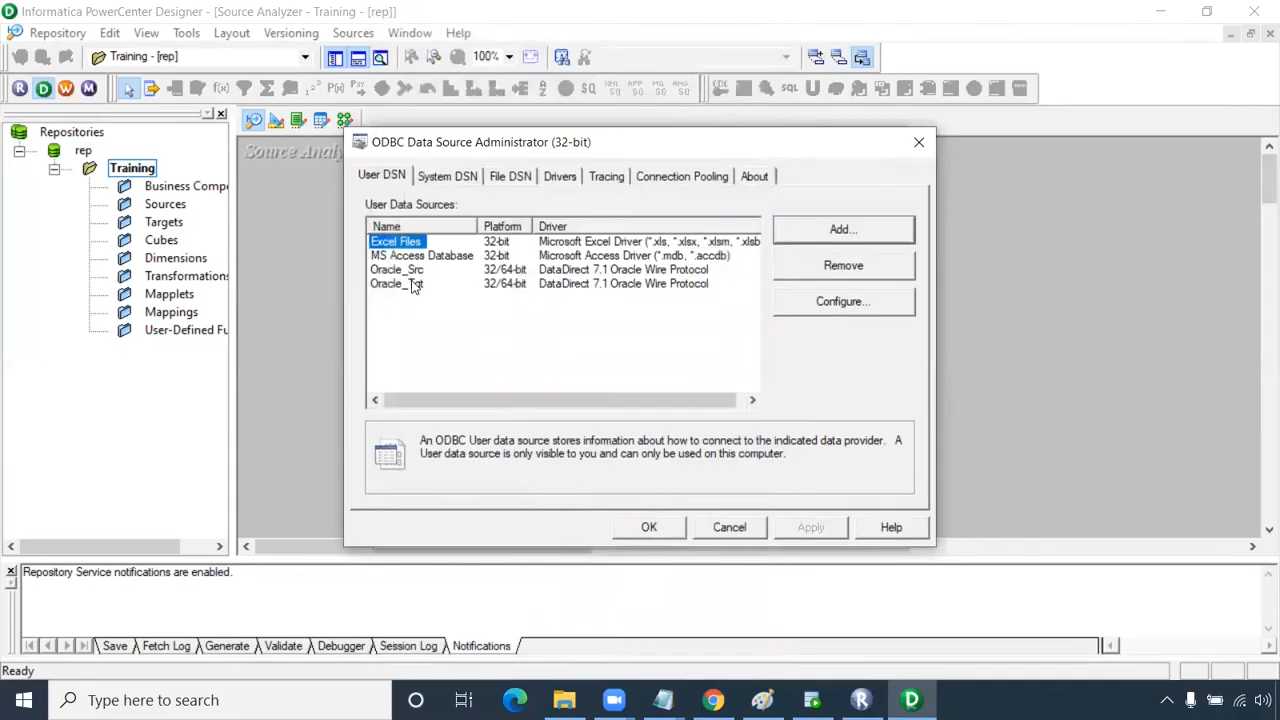 Informatica PowerCenter Designer - [Source Analyzer - Training - [rep]]
Repository Edit View Tools Layout Versioning Sources Window Help
Training - [rep] 100%
R D W M f(x) Σ P(x) SQ SQL
Repositories
rep
Training
Business Compo
Sources
Targets
Cubes
Dimensions
Transformations
Mapplets
Mappings
User-Defined Fu
Source Analy
ODBC Data Source Administrator (32-bit)
User DSN System DSN File DSN Drivers Tracing Connection Pooling About
User Data Sources:
Name Platform Driver
Excel Files 32-bit Microsoft Excel Driver (*.xls, *.xlsx, *.xlsm, *.xlsb
MS Access Database 32-bit Microsoft Access Driver (*.mdb, *.accdb)
Oracle_Src 32/64-bit DataDirect 7.1 Oracle Wire Protocol
32/64-bit DataDirect 7.1 Oracle Wire Protocol
Add...
Remove
Configure...
An ODBC User data source stores information about how to connect to the indicated data provider. A
User data source is only visible to you and can only be used on this computer.
OK Cancel Apply Help
Repository Service notifications are enabled.
Save Fetch Log Generate Validate Debugger Session Log Notifications
Ready
Type here to search
R D